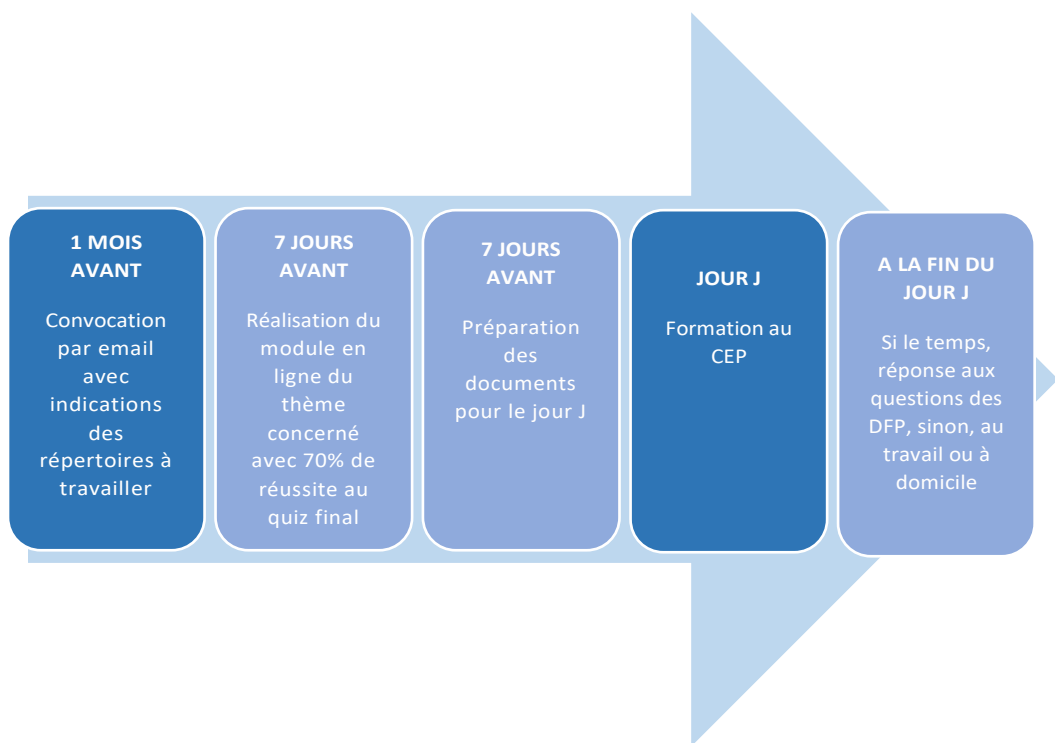 1 MOIS
AVANT
Convocation
par email
avec
indications
des
répertoires à
travailler
7 JOURS
AVANT
Réalisation du
module en
ligne du
thème
concerné
avec 70% de
réussite au
quiz final
7 JOURS
AVANT
Préparation
des
documents
pour le jour J
JOUR J
Formation au
CEP
A LA FIN DU
JOUR J
Si le temps,
réponse aux
questions des
DFP, sinon, au
travail ou à
domicile